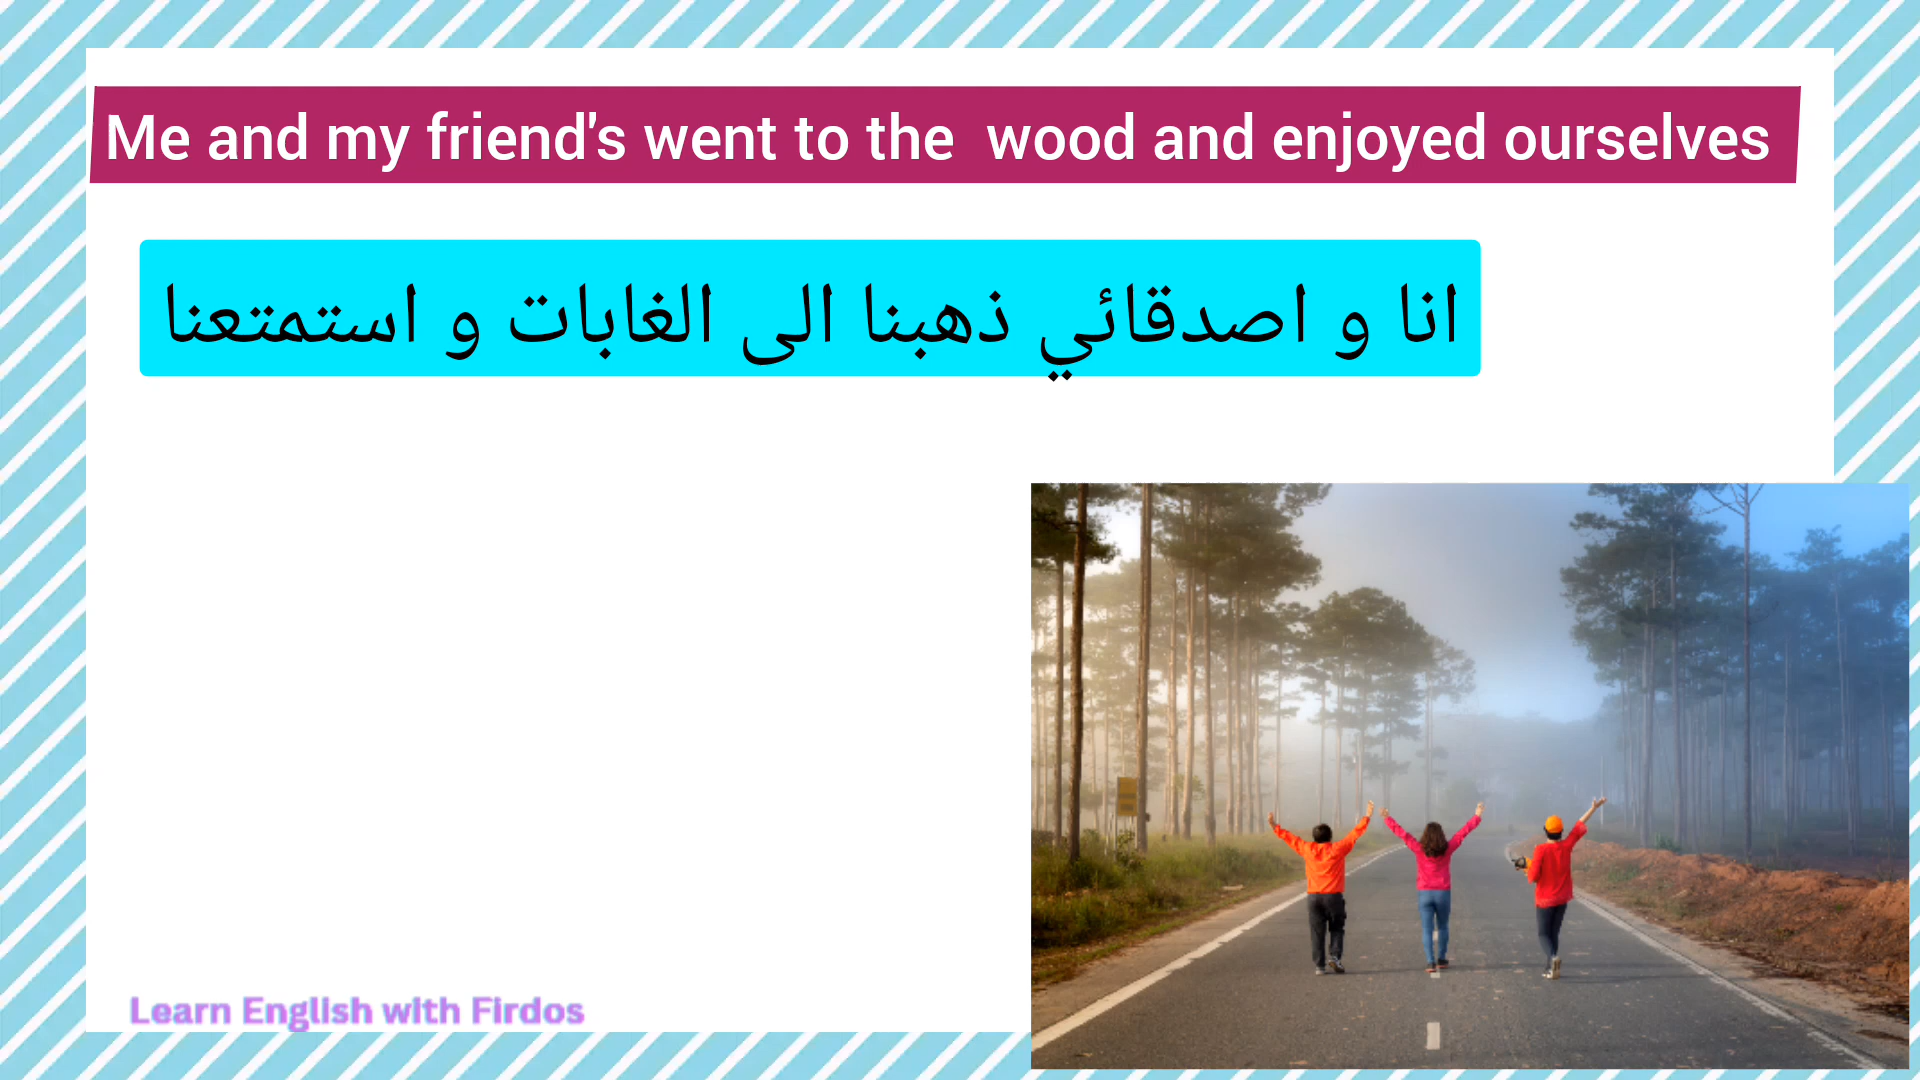 Me and my friend's went to the  wood and enjoyed ourselves
انا و اصدقائي ذهبنا الى الغابات و استمتعنا
Learn English with Firdos